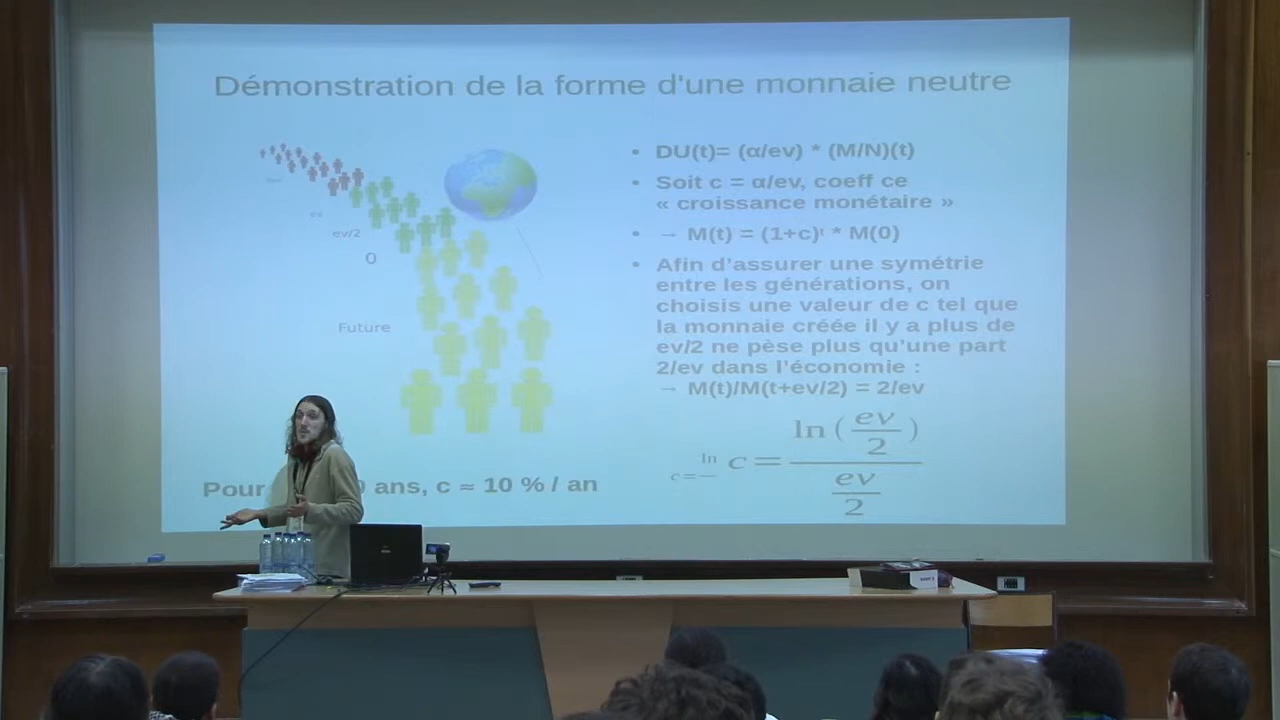 Démonstration de la forme d'une monnaie neutre
ev
ev/2
0
Future
Pour ans, c ≈ 10 % / an
• DU(t)= (α/ev) * (M/N)(t)
• Soit c = α/ev, coeff ce
« croissance monétaire »
• → M(t) = (1+c)ᵗ * M(0)
• Afin d'assurer une symétrie
entre les générations, on
choisis une valeur de c tel que
la monnaie créée il y a plus de
ev/2 ne pèse plus qu'une part
2/ev dans l'économie :
→ M(t)/M(t+ev/2) = 2/ev
c = ln (ev/2) / (ev/2)
c = ln